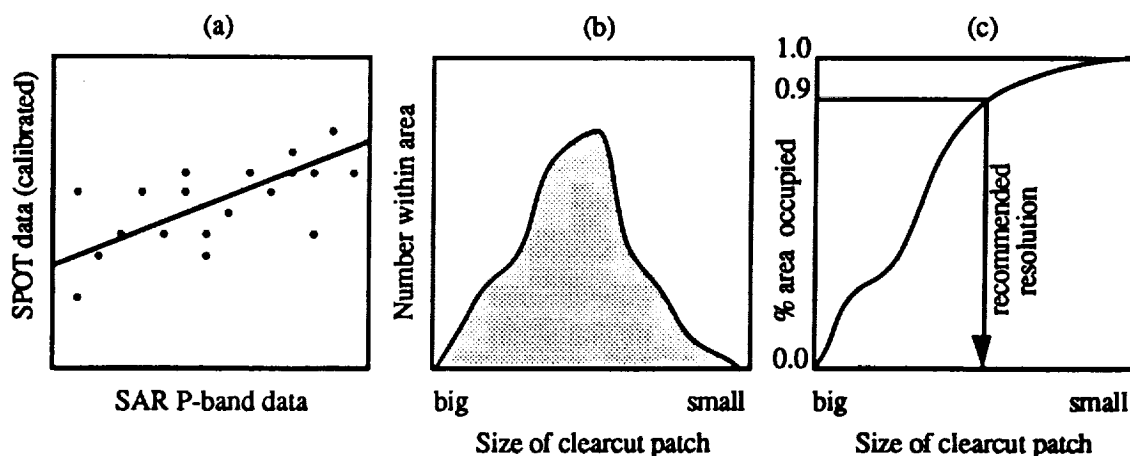 (a)
SPOT data (calibrated)
SAR P-band data
(b)
Number within area
big
small
Size of clearcut patch
(c)
1.0
0.9
% area occupied
0.0
recommended
resolution
big
small
Size of clearcut patch